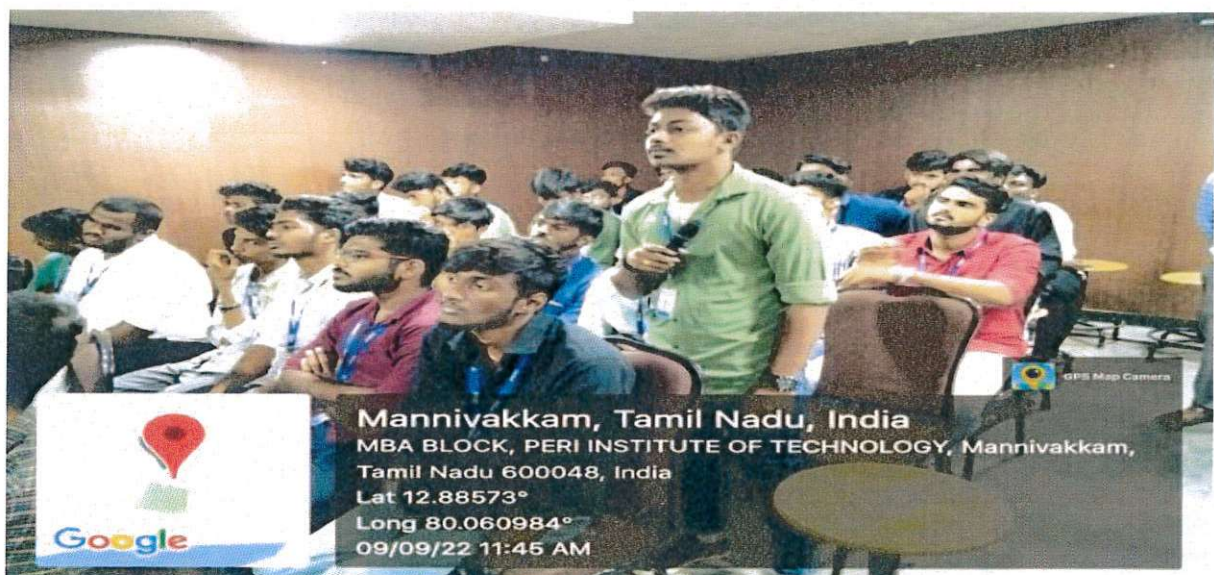 GPS Map Camera
Mannivakkam, Tamil Nadu, India
MBA BLOCK, PERI INSTITUTE OF TECHNOLOGY, Mannivakkam,
Tamil Nadu 600048, India
Lat 12.88573°
Long 80.060984°
09/09/22 11:45 AM
Google